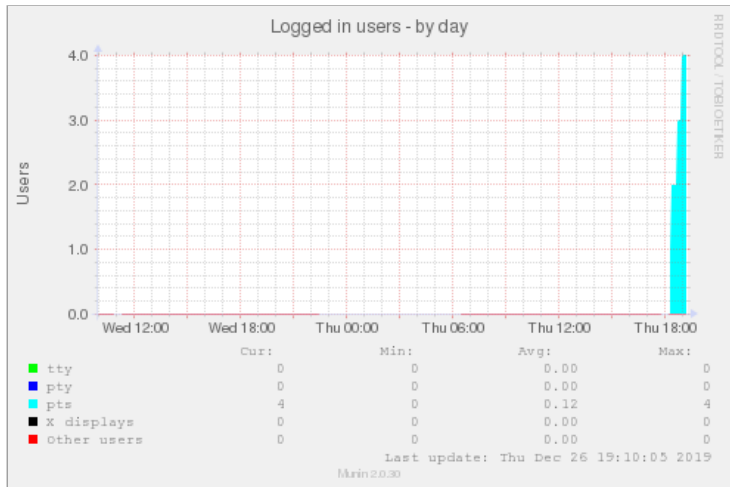 Logged in users - by day
RRDTOOL / TOBI OETIKER
Users
4.0
3.0
2.0
1.0
0.0
Wed 12:00 Wed 18:00 Thu 00:00 Thu 06:00 Thu 12:00 Thu 18:00
Cur: Min: Avg: Max:
tty 0 0 0.00 0
pty 0 0 0.00 0
pts 4 0 0.12 4
X displays 0 0 0.00 0
Other users 0 0 0.00 0
Last update: Thu Dec 26 19:10:05 2019
Munin 2.0.30